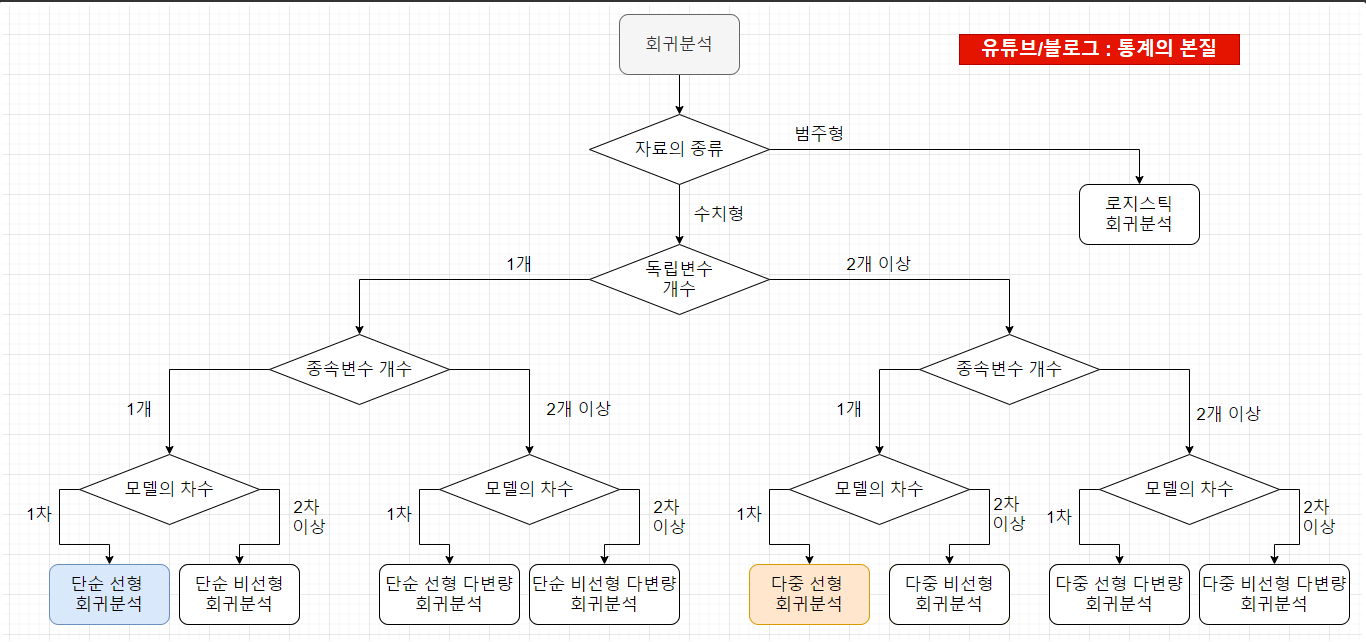 회귀분석
유튜브/블로그 : 통계의 본질
자료의 종류
범주형
로지스틱
회귀분석
수치형
독립변수
개수
1개
2개 이상
종속변수 개수
종속변수 개수
1개
2개 이상
1개
2개 이상
모델의 차수
모델의 차수
모델의 차수
모델의 차수
1차
2차
이상
1차
2차
이상
1차
2차
이상
1차
2차
이상
단순 선형
회귀분석
단순 비선형
회귀분석
단순 선형 다변량
회귀분석
단순 비선형 다변량
회귀분석
다중 선형
회귀분석
다중 비선형
회귀분석
다중 선형 다변량
회귀분석
다중 비선형 다변량
회귀분석